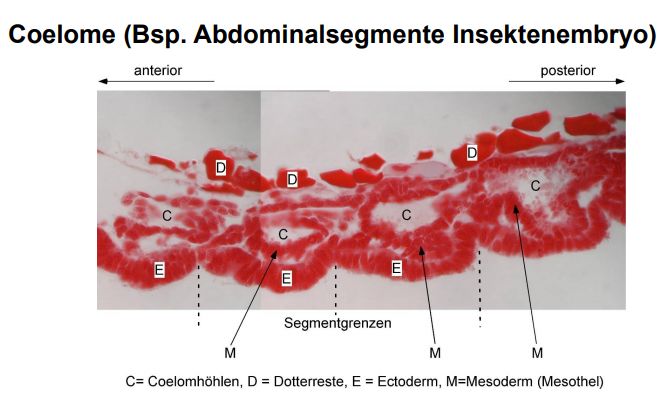 Coelome (Bsp. Abdominalsegmente Insektenembryo)
anterior posterior
D
D
D
C
C
C
C
E
E
E
Segmentgrenzen
M M M
C= Coelomhöhlen, D = Dotterreste, E = Ectoderm, M=Mesoderm (Mesothel)